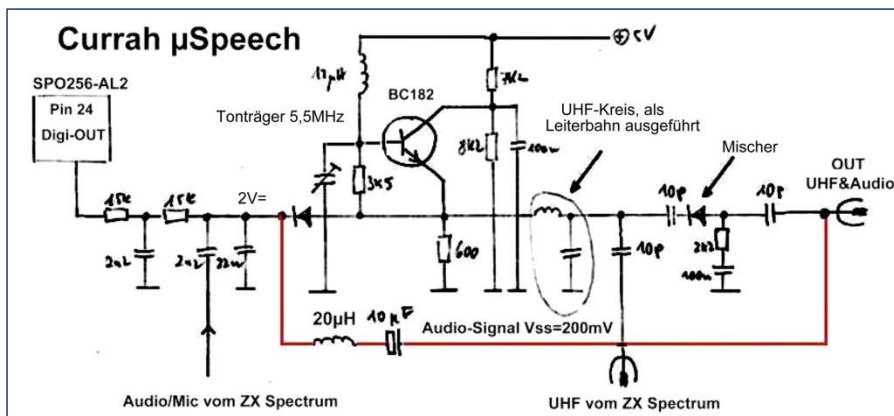 Currah µSpeech
SPO256-AL2
Pin 24
Digi-OUT
Tonträger 5,5MHz
12µH
BC182
5V
7k2
8k2
100n
UHF-Kreis, als
Leiterbahn ausgeführt
Mischer
OUT
UHF&Audio
15k
15k
2V=
3k5
10p
10p
2n2
2n2
22n
600
10p
2k2
100n
20µH
10µF
Audio-Signal Vss=200mV
Audio/Mic vom ZX Spectrum
UHF vom ZX Spectrum